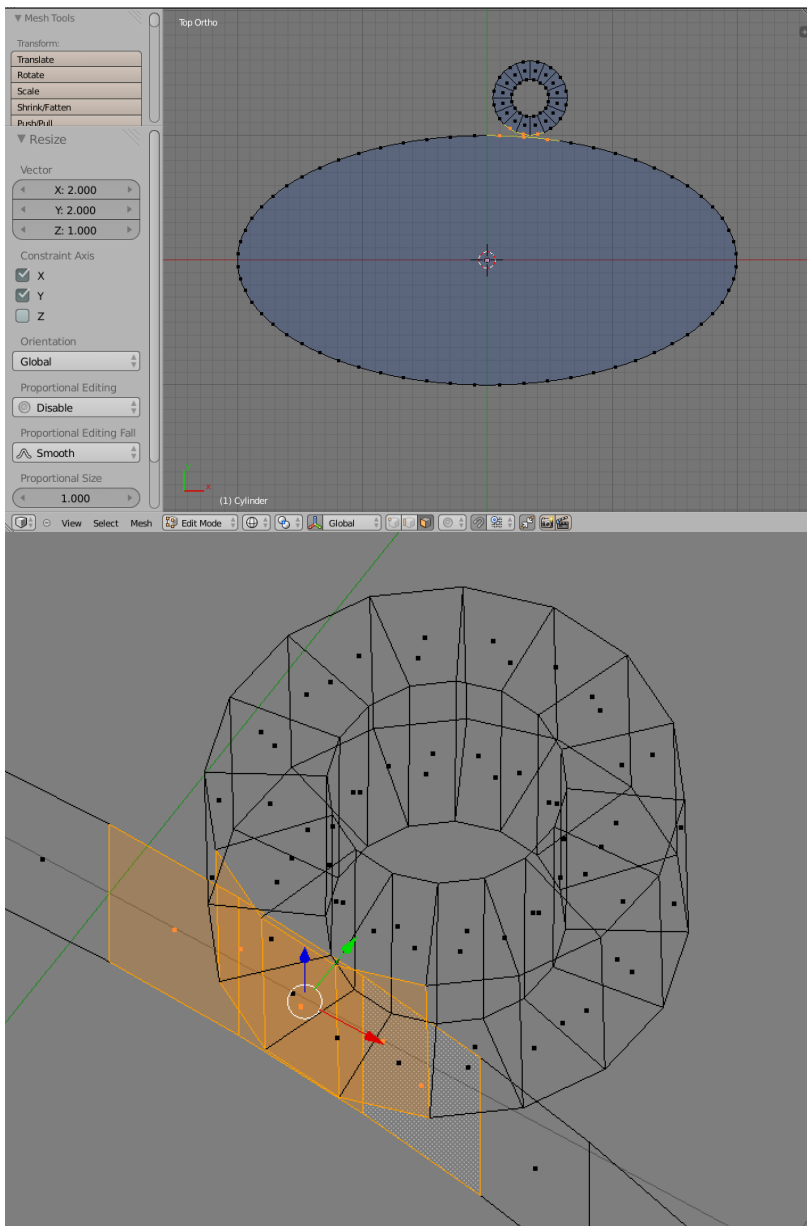 Mesh Tools
Top Ortho
Transform:
Translate
Rotate
Scale
Shrink/Fatten
Push/Pull
Resize
Vector
X: 2.000
Y: 2.000
Z: 1.000
Constraint Axis
X
Y
Z
Orientation
Global
Proportional Editing
Disable
Proportional Editing Fall
Smooth
Proportional Size
1.000
x
(1) Cylinder
View Select Mesh Edit Mode Global